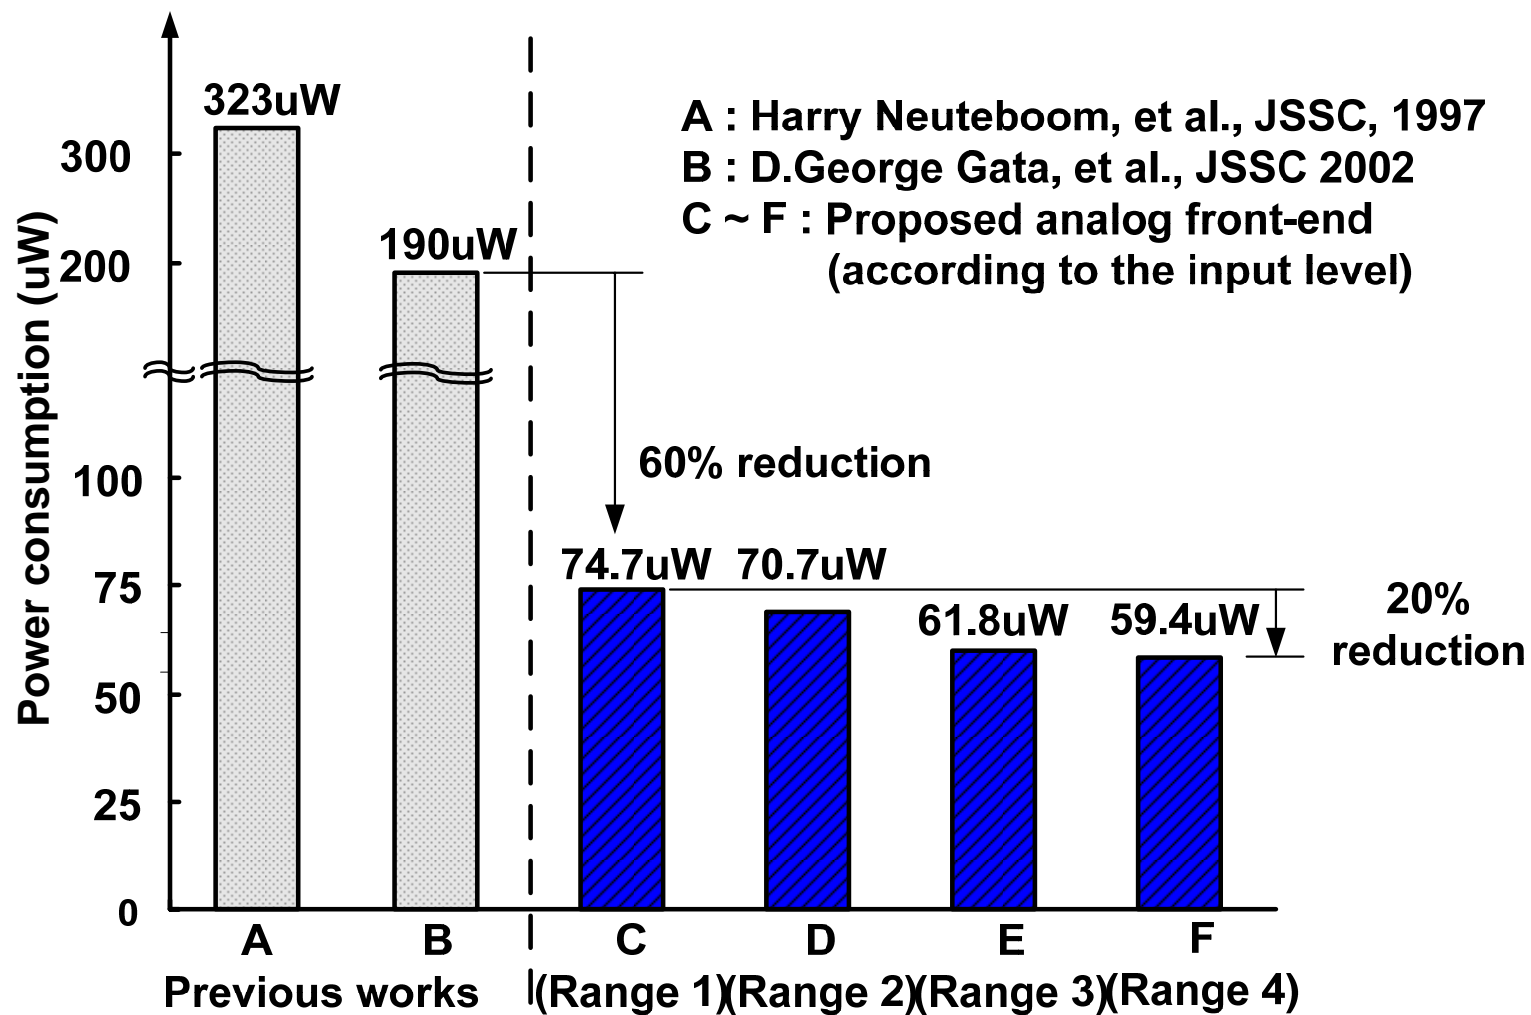 323uW
A : Harry Neuteboom, et al., JSSC, 1997
300
B : D.George Gata, et al., JSSC 2002
C ~ F : Proposed analog front-end
190uW
200
(according to the input level)
Power consumption (uW)
60% reduction
100
74.7uW 70.7uW
75
61.8uW 59.4uW
20%
reduction
50
25
0
A B C D E F
Previous works (Range 1)(Range 2)(Range 3)(Range 4)